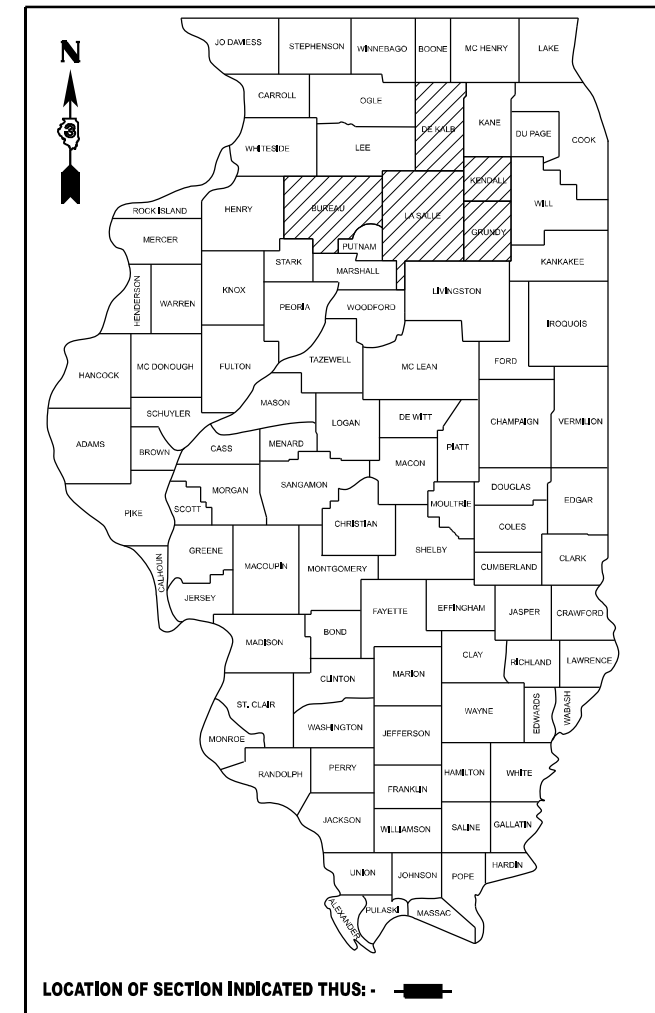 JO DAVIESS STEPHENSON WINNEBAGO BOONE MC HENRY LAKE
N
CARROLL OGLE DE KALB KANE DU PAGE COOK
3
WHITESIDE LEE
KENDALL WILL
ROCK ISLAND HENRY BUREAU LA SALLE GRUNDY
MERCER PUTNAM
STARK MARSHALL KANKAKEE
HENDERSON WARREN KNOX PEORIA WOODFORD LIVINGSTON
IROQUOIS
HANCOCK MC DONOUGH FULTON TAZEWELL MC LEAN FORD
MASON
SCHUYLER LOGAN DE WITT CHAMPAIGN VERMILION
ADAMS BROWN CASS MENARD MACON PIATT
SANGAMON DOUGLAS
PIKE SCOTT MORGAN CHRISTIAN MOULTRIE COLES EDGAR
GREENE SHELBY
CALHOUN MACOUPIN MONTGOMERY CUMBERLAND CLARK
JERSEY FAYETTE EFFINGHAM JASPER CRAWFORD
MADISON BOND
CLAY RICHLAND LAWRENCE
CLINTON MARION
ST. CLAIR WAYNE EDWARDS WABASH
WASHINGTON JEFFERSON
MONROE
RANDOLPH PERRY HAMILTON WHITE
FRANKLIN
JACKSON WILLIAMSON SALINE GALLATIN
HARDIN
UNION JOHNSON POPE
ALEXANDER PULASKI MASSAC
LOCATION OF SECTION INDICATED THUS: -